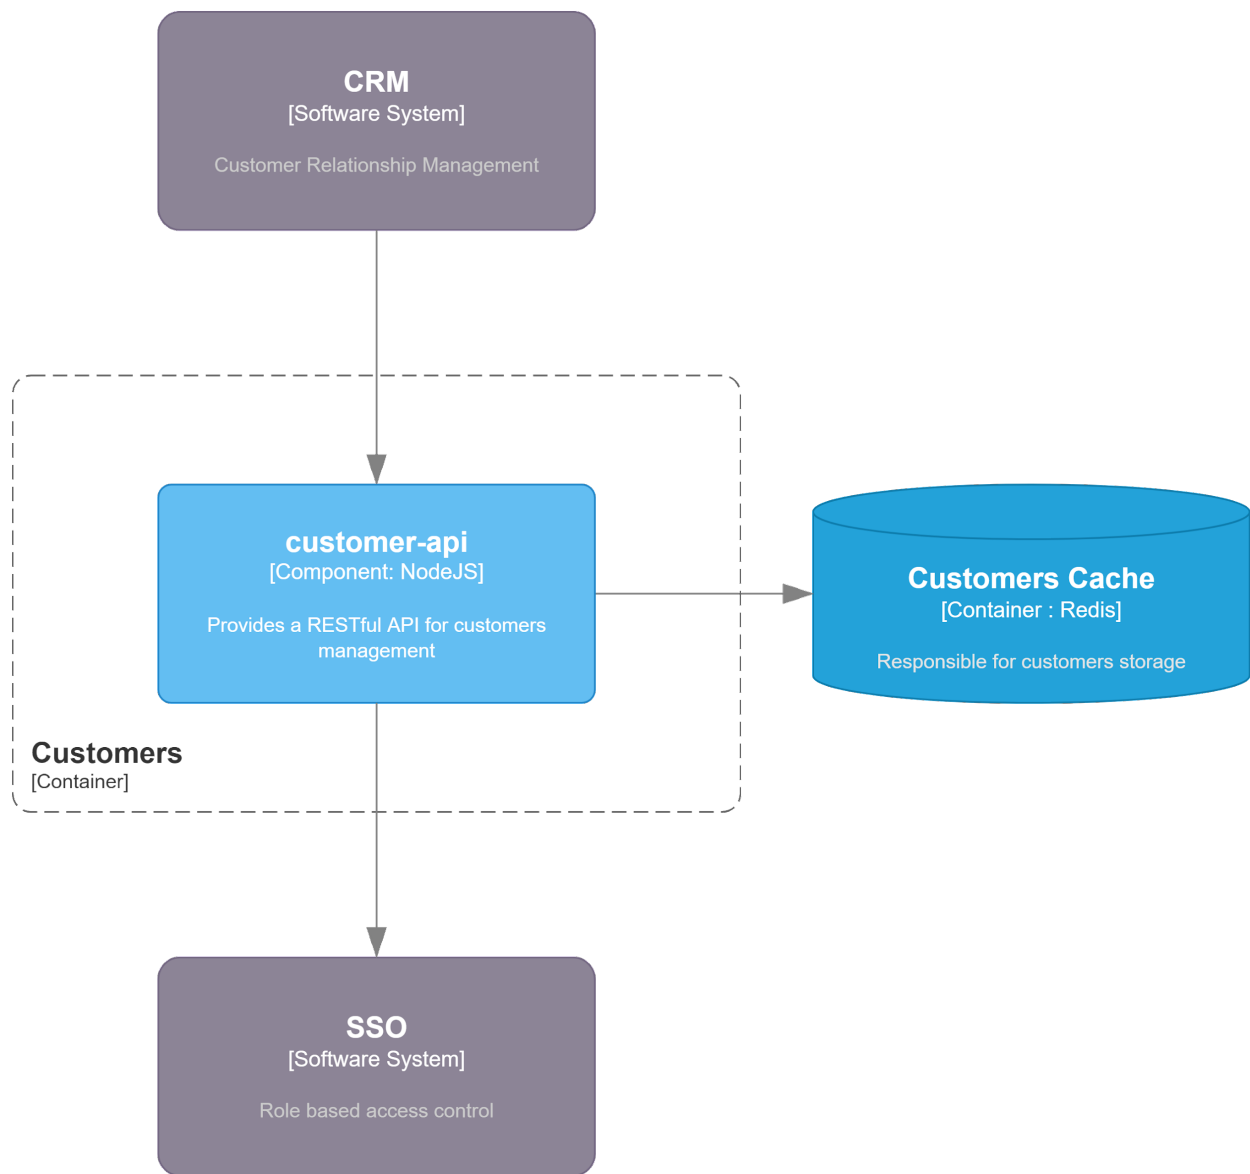 CRM
[Software System]
Customer Relationship Management
customer-api
[Component: NodeJS]
Provides a RESTful API for customers
management
Customers Cache
[Container : Redis]
Responsible for customers storage
Customers
[Container]
SSO
[Software System]
Role based access control